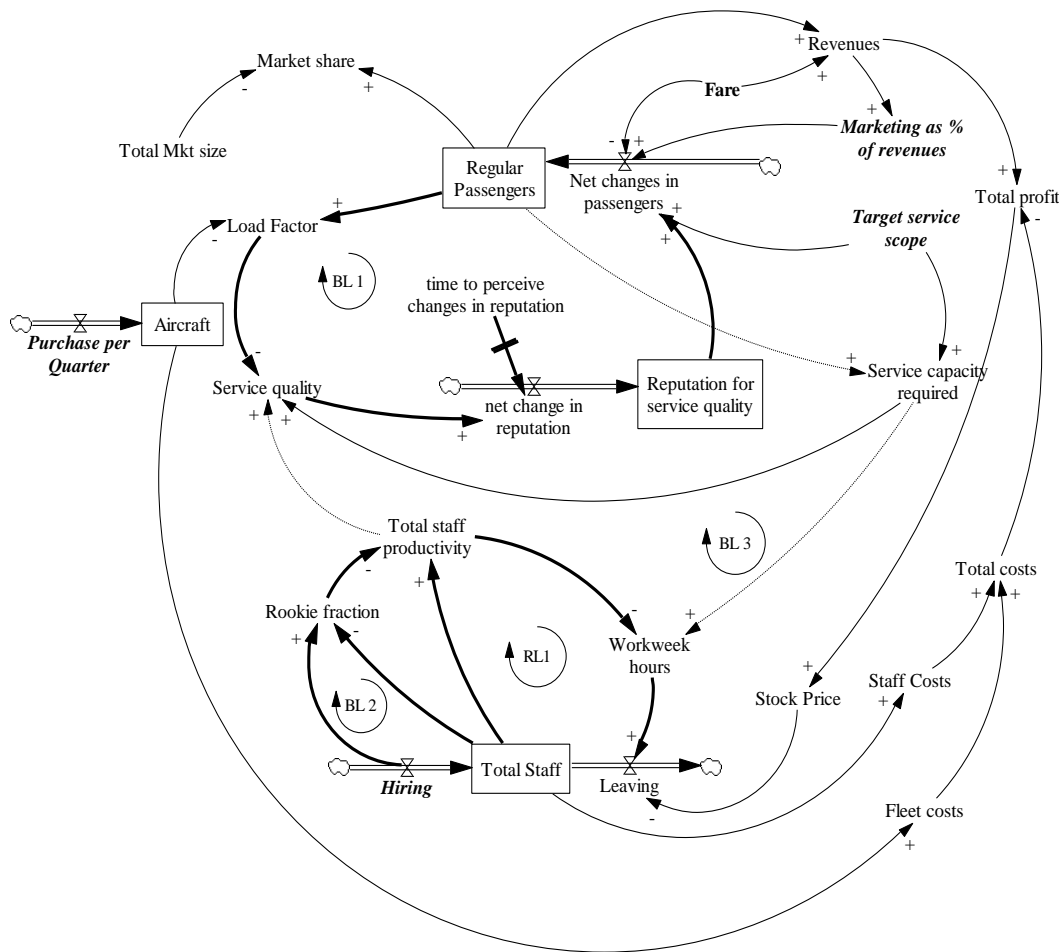 Revenues
Market share
Fare
Marketing as %
of revenues
Total Mkt size
Regular
Passengers
Net changes in
passengers
Total profit
Target service
scope
Load Factor
BL 1
time to perceive
changes in reputation
Aircraft
Purchase per
Quarter
Service quality
net change in
reputation
Reputation for
service quality
Service capacity
required
Total staff
productivity
BL 3
Total costs
Rookie fraction
RL1
Workweek
hours
BL 2
Stock Price
Staff Costs
Hiring
Total Staff
Leaving
Fleet costs